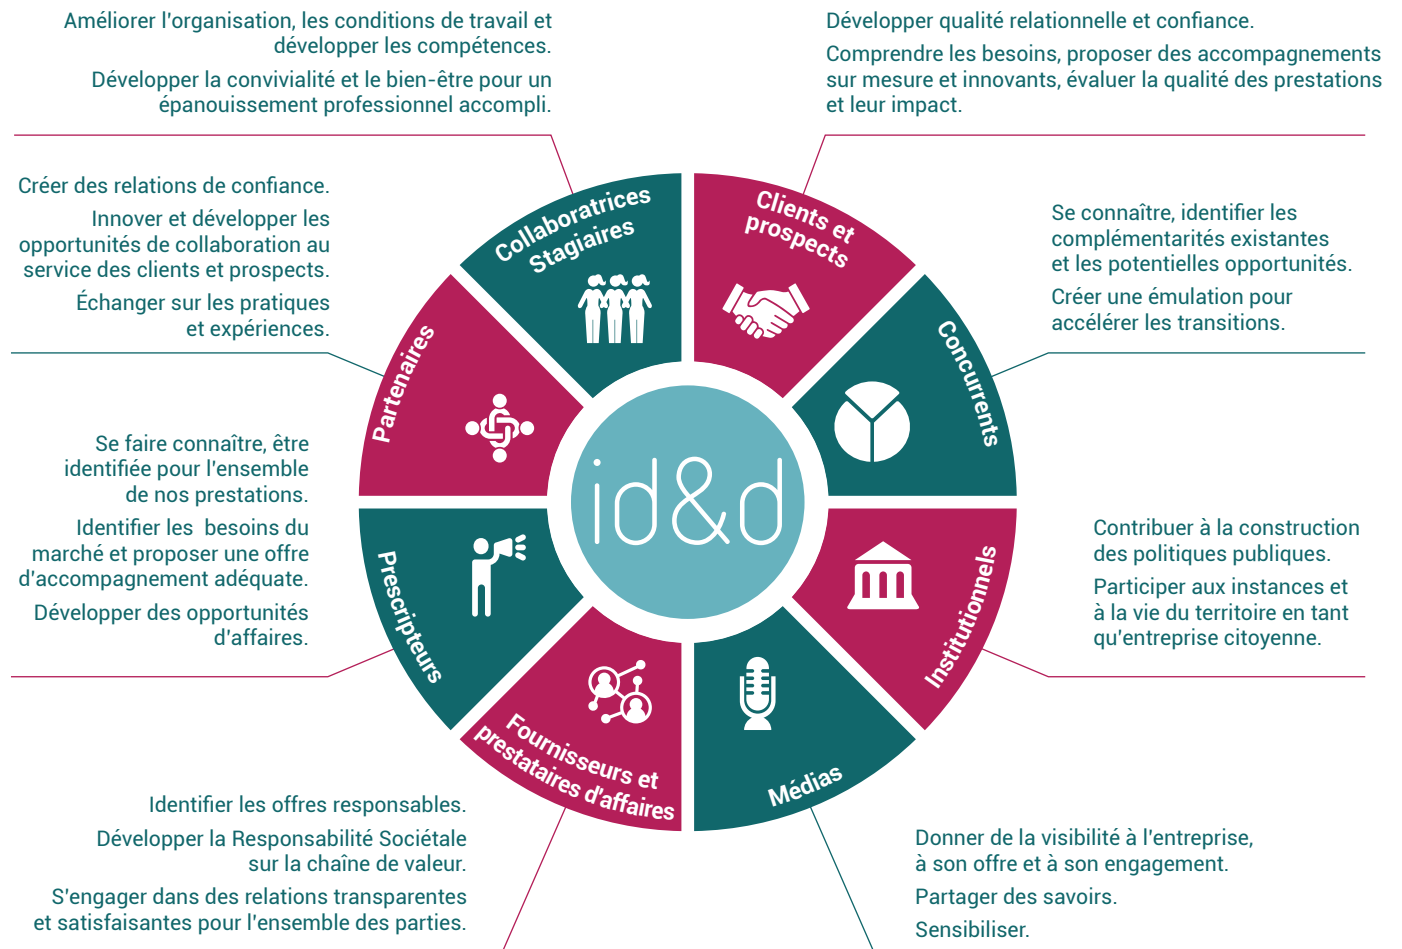 Améliorer l'organisation, les conditions de travail et
développer les compétences.
Développer la convivialité et le bien-être pour un
épanouissement professionnel accompli.
Développer qualité relationnelle et confiance.
Comprendre les besoins, proposer des accompagnements
sur mesure et innovants, évaluer la qualité des prestations
et leur impact.
Créer des relations de confiance.
Innover et développer les
opportunités de collaboration au
service des clients et prospects.
Échanger sur les pratiques
et expériences.
Se connaître, identifier les
complémentarités existantes
et les potentielles opportunités.
Créer une émulation pour
accélérer les transitions.
Collaboratrices
Stagiaires
Clients et
prospects
Partenaires
Concurrents
id&d
Prescripteurs
Institutionnels
Fournisseurs et
prestataires d'affaires
Médias
Se faire connaître, être
identifiée pour l'ensemble
de nos prestations.
Identifier les  besoins du
marché et proposer une offre
d'accompagnement adéquate.
Développer des opportunités
d'affaires.
Contribuer à la construction
des politiques publiques.
Participer aux instances et
à la vie du territoire en tant
qu'entreprise citoyenne.
Identifier les offres responsables.
Développer la Responsabilité Sociétale
sur la chaîne de valeur.
S'engager dans des relations transparentes
et satisfaisantes pour l'ensemble des parties.
Donner de la visibilité à l'entreprise,
à son offre et à son engagement.
Partager des savoirs.
Sensibiliser.